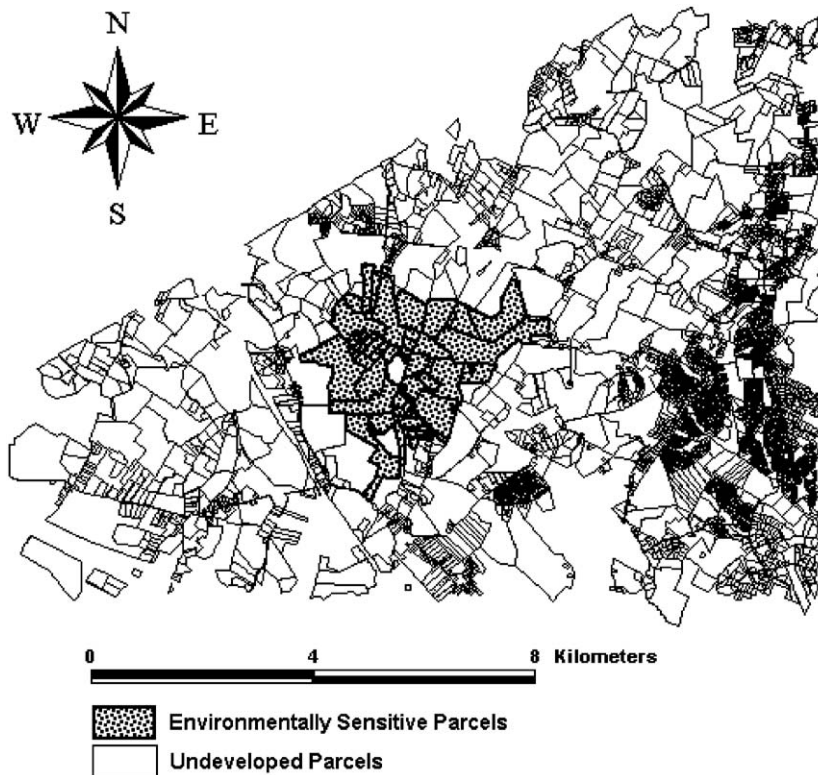 N
W E
S
0 4 8 Kilometers
Environmentally Sensitive Parcels
Undeveloped Parcels